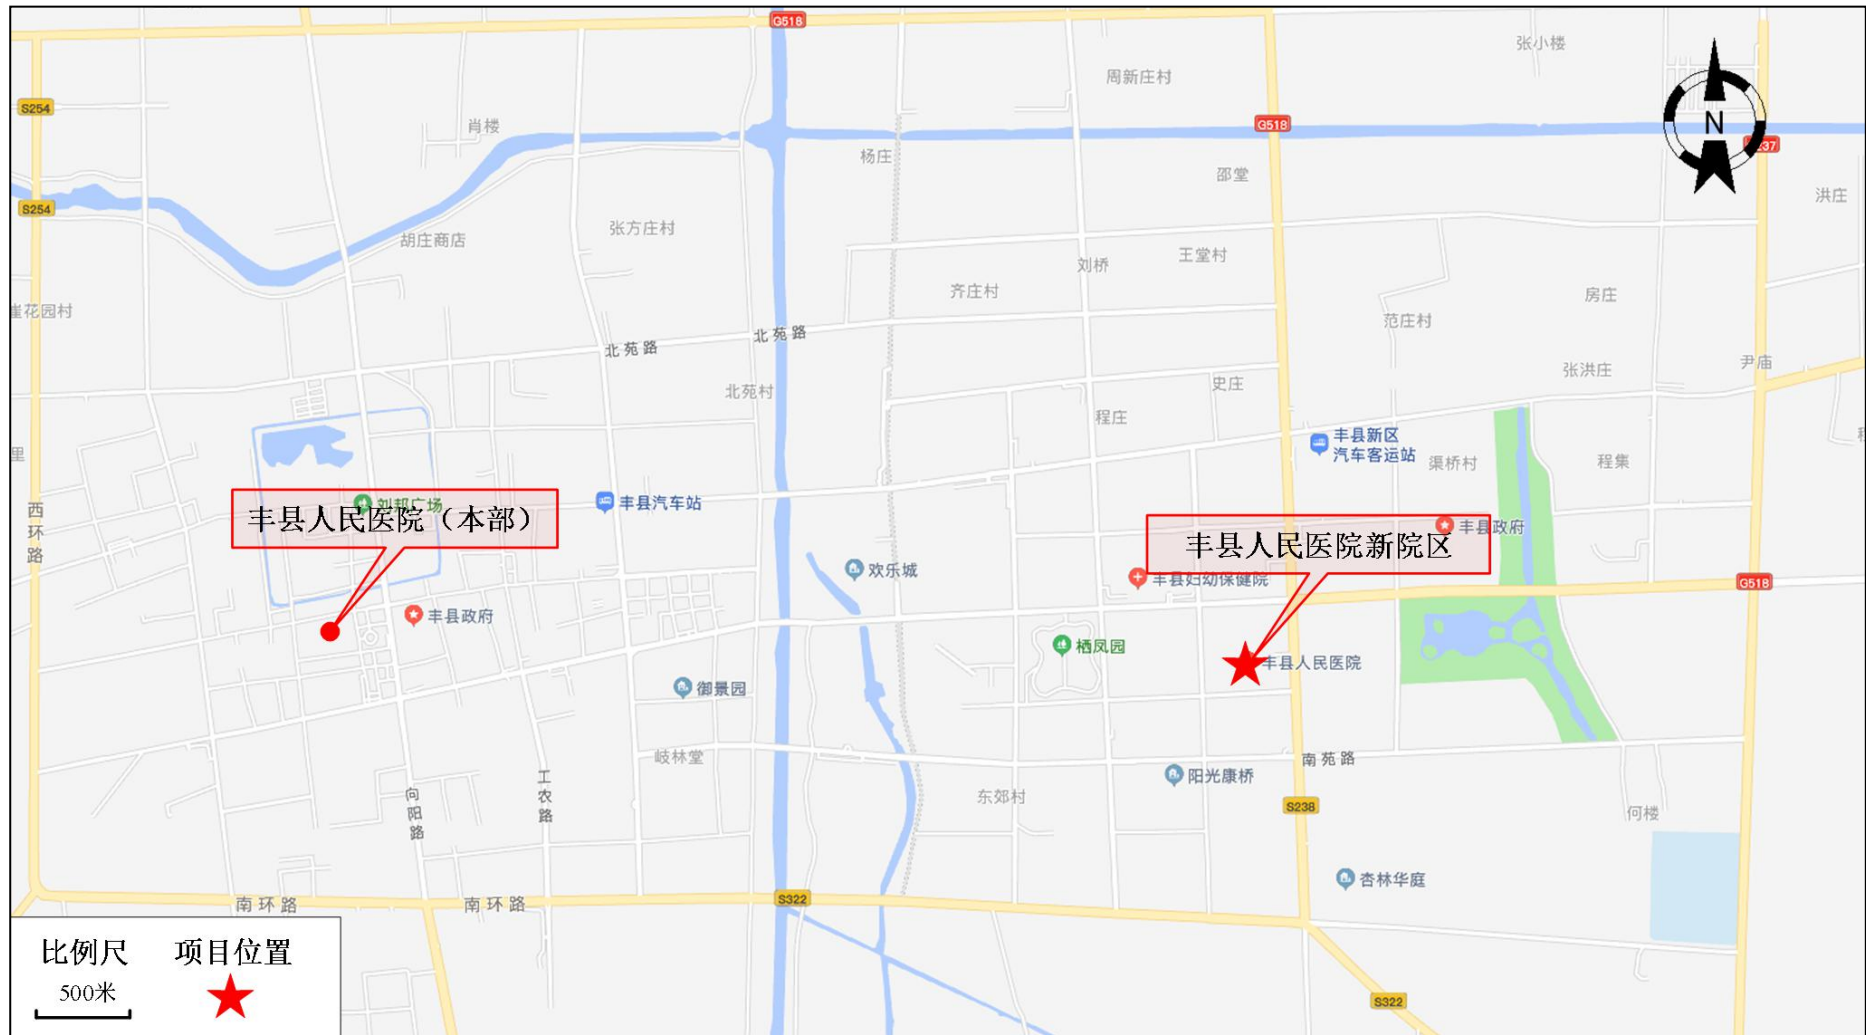 G518
张小楼
周新庄村
S254
肖楼
G518
N
杨庄
邵堂
洪庄
S254
张方庄村
胡庄商店
王堂村
刘桥
齐庄村
房庄
崔花园村
范庄村
北苑路
北苑路
尹庙
张洪庄
史庄
北苑村
程庄
丰县新区
汽车客运站
渠桥村
程集
里
刘邦广场
丰县汽车站
西环路
丰县人民医院（本部）
丰县政府
丰县人民医院新院区
欢乐城
丰县妇幼保健院
G518
丰县政府
栖凤园
丰县人民医院
御景园
岐林堂
南苑路
阳光康桥
工农路
向阳路
东郊村
S238
何楼
杏林华庭
S322
南环路
南环路
比例尺
项目位置
500米
S322